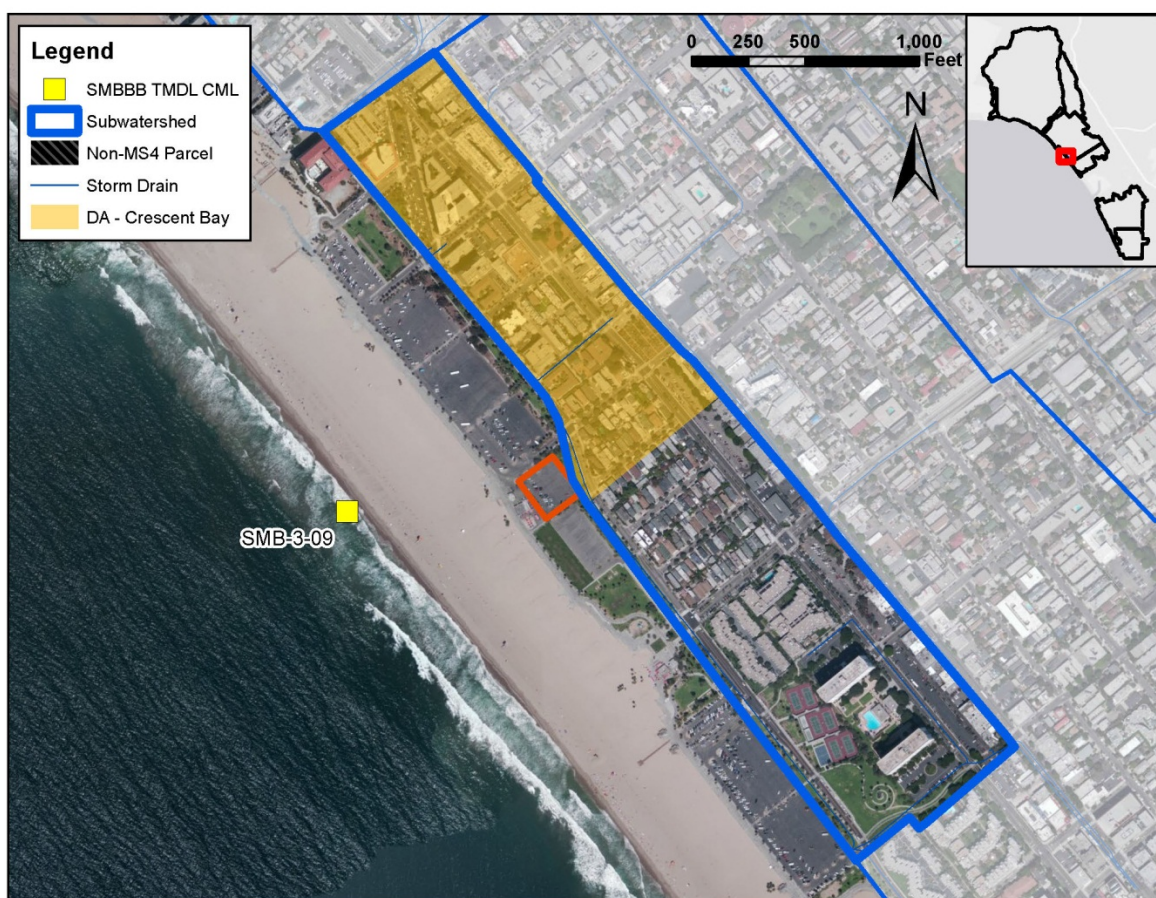 Legend
SMBBB TMDL CML
Subwatershed
Non-MS4 Parcel
Storm Drain
DA - Crescent Bay
0 250 500 1,000
Feet
N
SMB-3-09